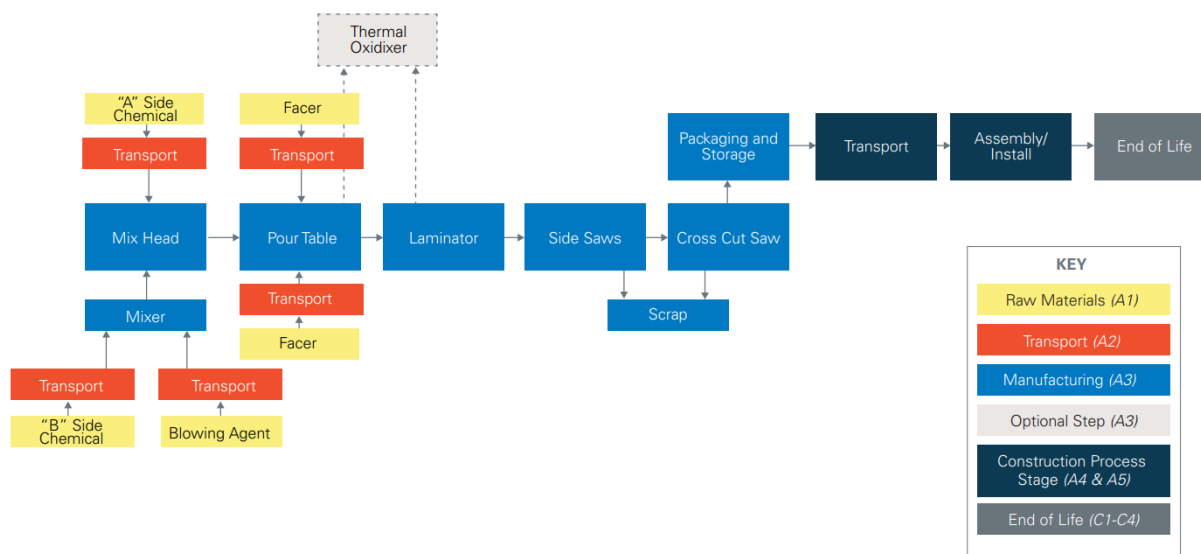 Thermal
Oxidixer
"A" Side
Chemical
Facer
Transport
Transport
Packaging and
Storage
Transport
Assembly/
Install
End of Life
Mix Head
Pour Table
Laminator
Side Saws
Cross Cut Saw
Mixer
Transport
Facer
Scrap
Transport
Transport
"B" Side
Chemical
Blowing Agent
KEY
Raw Materials (A1)
Transport (A2)
Manufacturing (A3)
Optional Step (A3)
Construction Process
Stage (A4 & A5)
End of Life (C1-C4)